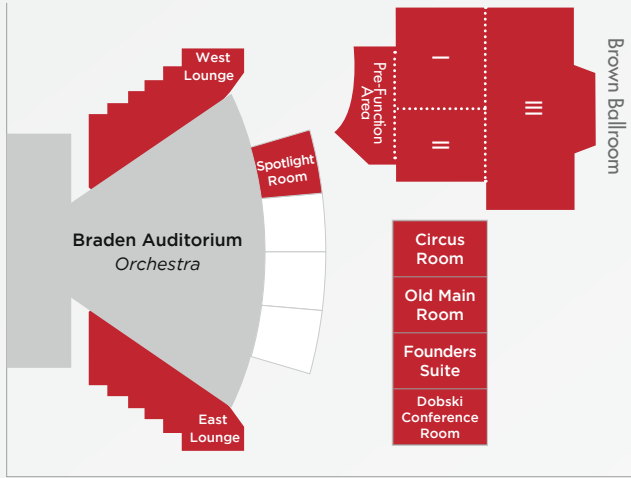 West
Lounge
Spotlight
Room
Braden Auditorium
Orchestra
East
Lounge
Pre-Function
Area
I
II
III
Brown Ballroom
Circus
Room
Old Main
Room
Founders
Suite
Dobski
Conference
Room